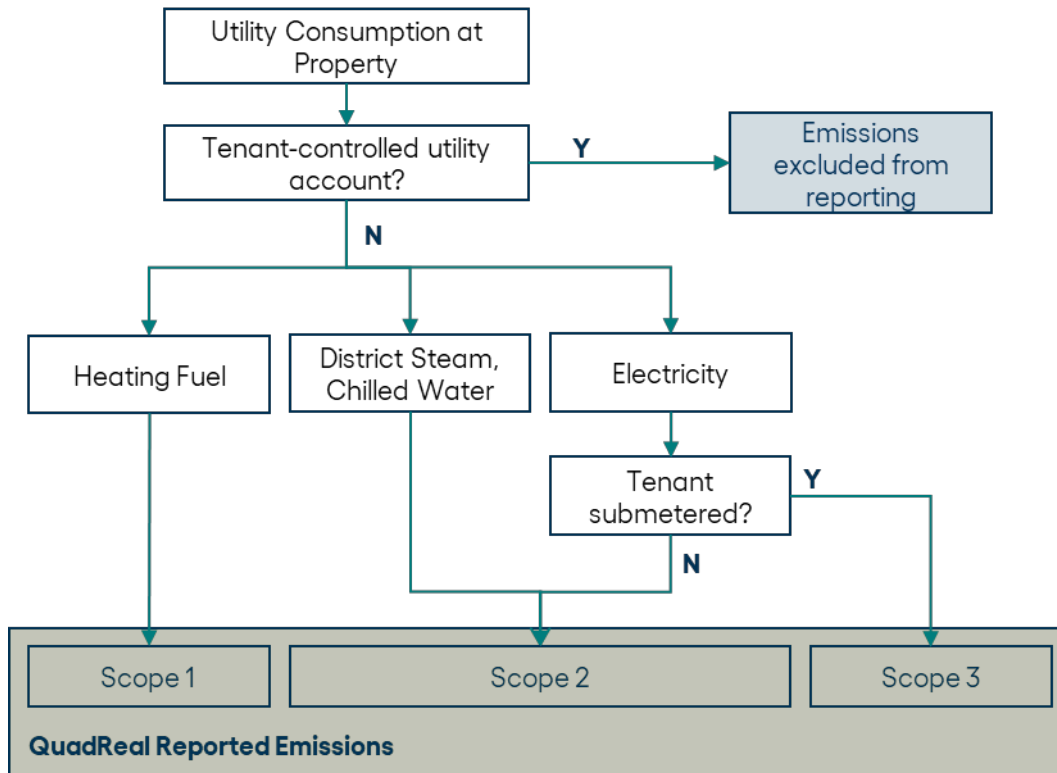 Utility Consumption at
Property
Tenant-controlled utility
account?
Y
Emissions
excluded from
reporting
N
Heating Fuel
District Steam,
Chilled Water
Electricity
Tenant
submetered?
Y
N
Scope 1
Scope 2
Scope 3
QuadReal Reported Emissions